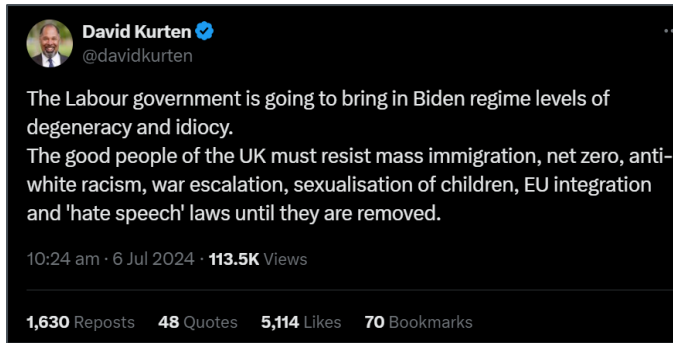 David Kurten
@davidkurten
The Labour government is going to bring in Biden regime levels of
degeneracy and idiocy.
The good people of the UK must resist mass immigration, net zero, anti-
white racism, war escalation, sexualisation of children, EU integration
and 'hate speech' laws until they are removed.
10:24 am · 6 Jul 2024 · 113.5K Views
1,630 Reposts 48 Quotes 5,114 Likes 70 Bookmarks